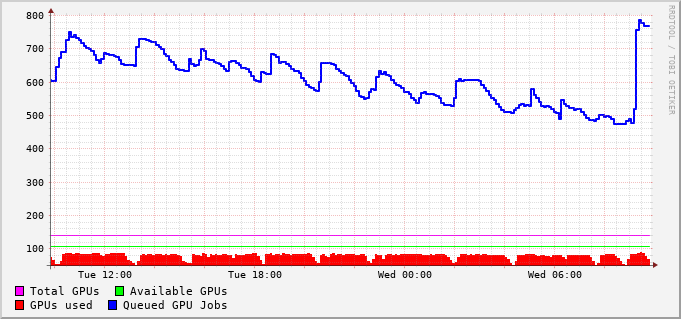 800
700
600
500
400
300
200
100
Tue 12:00 Tue 18:00 Wed 00:00 Wed 06:00
Total GPUs Available GPUs
GPUs used Queued GPU Jobs
RRDTOOL / TOBI OETIKER